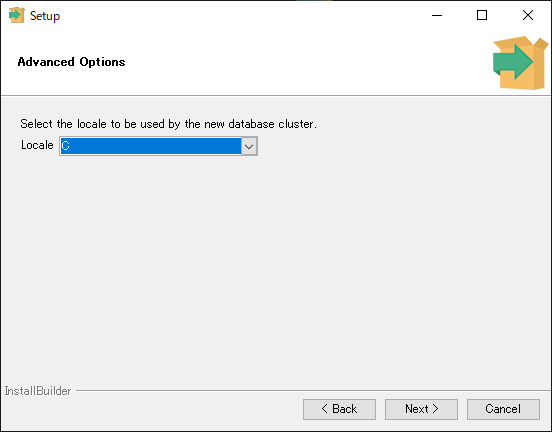 Setup
Advanced Options
Select the locale to be used by the new database cluster.
Locale C
InstallBuilder
< Back Next > Cancel